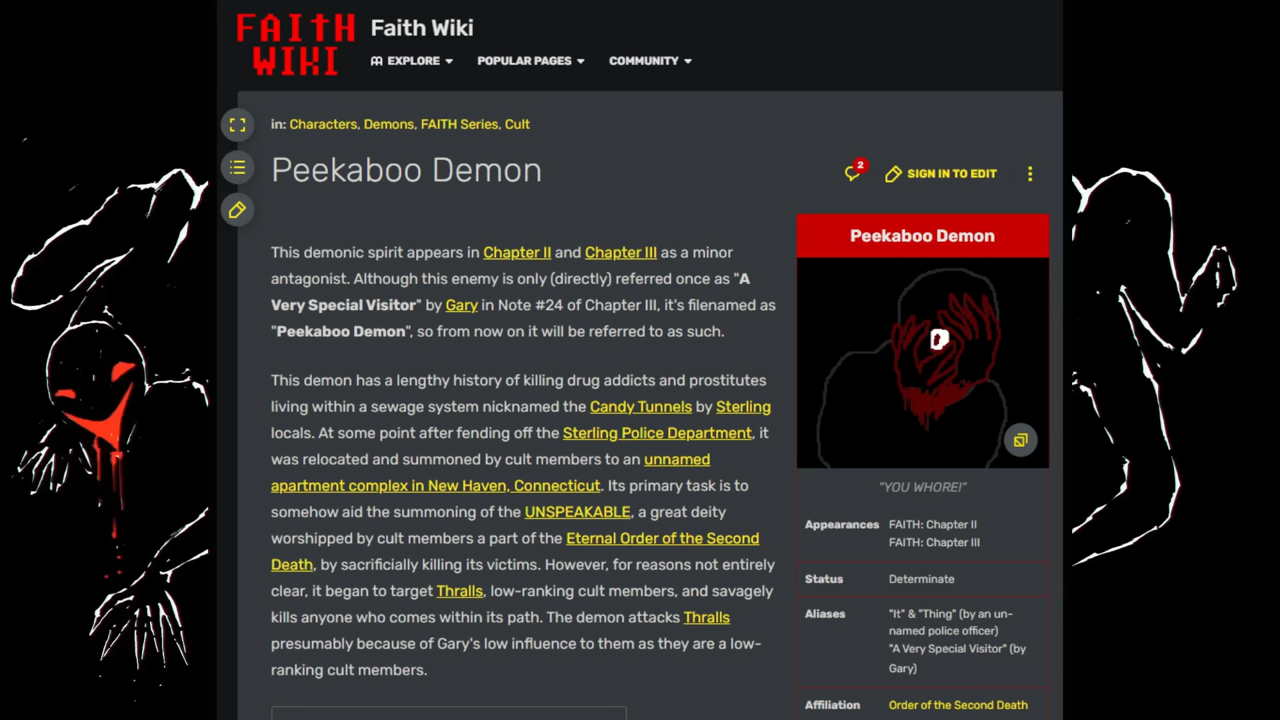 FAITH
WIKI
Faith Wiki
EXPLORE
POPULAR PAGES
COMMUNITY
in: Characters, Demons, FAITH Series, Cult
Peekaboo Demon
2
SIGN IN TO EDIT
This demonic spirit appears in Chapter II and Chapter III as a minor
antagonist. Although this enemy is only (directly) referred once as "A
Very Special Visitor" by Gary in Note #24 of Chapter III, it's filenamed as
"Peekaboo Demon", so from now on it will be referred to as such.
This demon has a lengthy history of killing drug addicts and prostitutes
living within a sewage system nicknamed the Candy Tunnels by Sterling
locals. At some point after fending off the Sterling Police Department, it
was relocated and summoned by cult members to an unnamed
apartment complex in New Haven, Connecticut. Its primary task is to
somehow aid the summoning of the UNSPEAKABLE, a great deity
worshipped by cult members a part of the Eternal Order of the Second
Death, by sacrificially killing its victims. However, for reasons not entirely
clear, it began to target Thralls, low-ranking cult members, and savagely
kills anyone who comes within its path. The demon attacks Thralls
presumably because of Gary's low influence to them as they are a low-
ranking cult members.
Peekaboo Demon
"YOU WHORE!"
Appearances FAITH: Chapter II
FAITH: Chapter III
Status Determinate
Aliases "It" & "Thing" (by an un-
named police officer)
"A Very Special Visitor" (by
Gary)
Affiliation Order of the Second Death